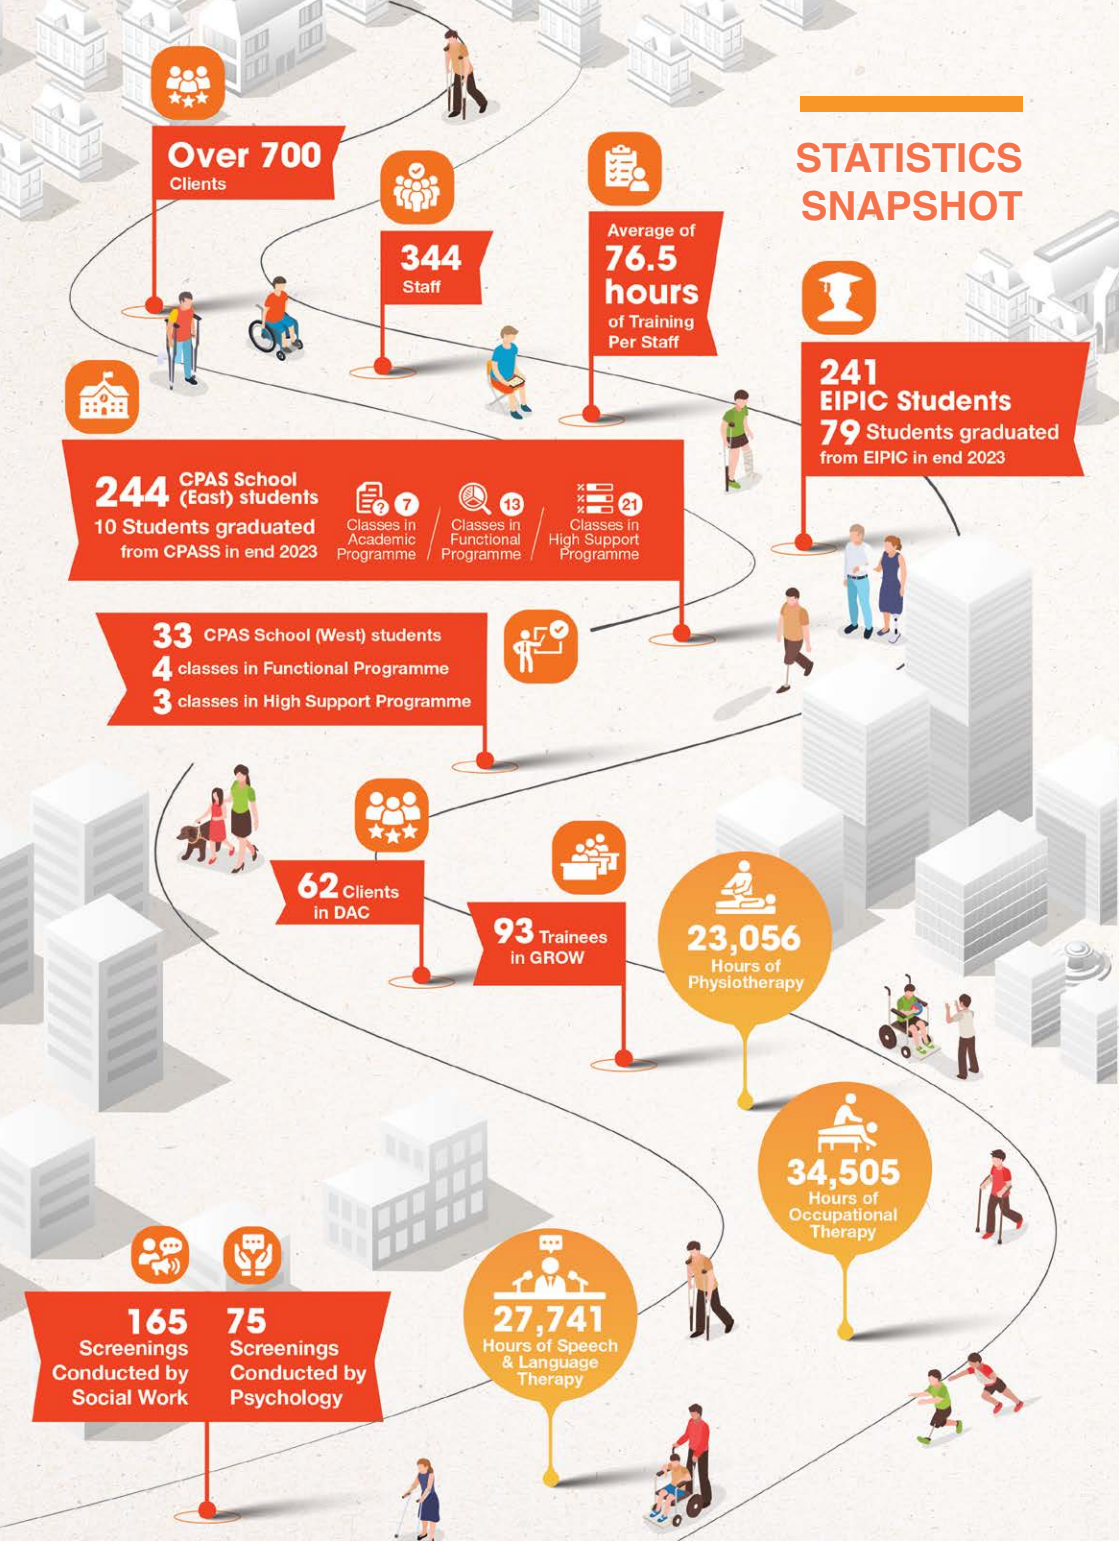 STATISTICS
SNAPSHOT
Over 700
Clients
344
Staff
Average of
76.5
hours
of Training
Per Staff
241
EIPIC Students
79 Students graduated
from EIPIC in end 2023
244 CPAS School
(East) students
10 Students graduated
from CPASS in end 2023
7
Classes in
Academic
Programme
13
Classes in
Functional
Programme
21
Classes in
High Support
Programme
33 CPAS School (West) students
4 classes in Functional Programme
3 classes in High Support Programme
62 Clients
in DAC
93 Trainees
in GROW
23,056
Hours of
Physiotherapy
34,505
Hours of
Occupational
Therapy
27,741
Hours of Speech
& Language
Therapy
165
Screenings
Conducted by
Social Work
75
Screenings
Conducted by
Psychology